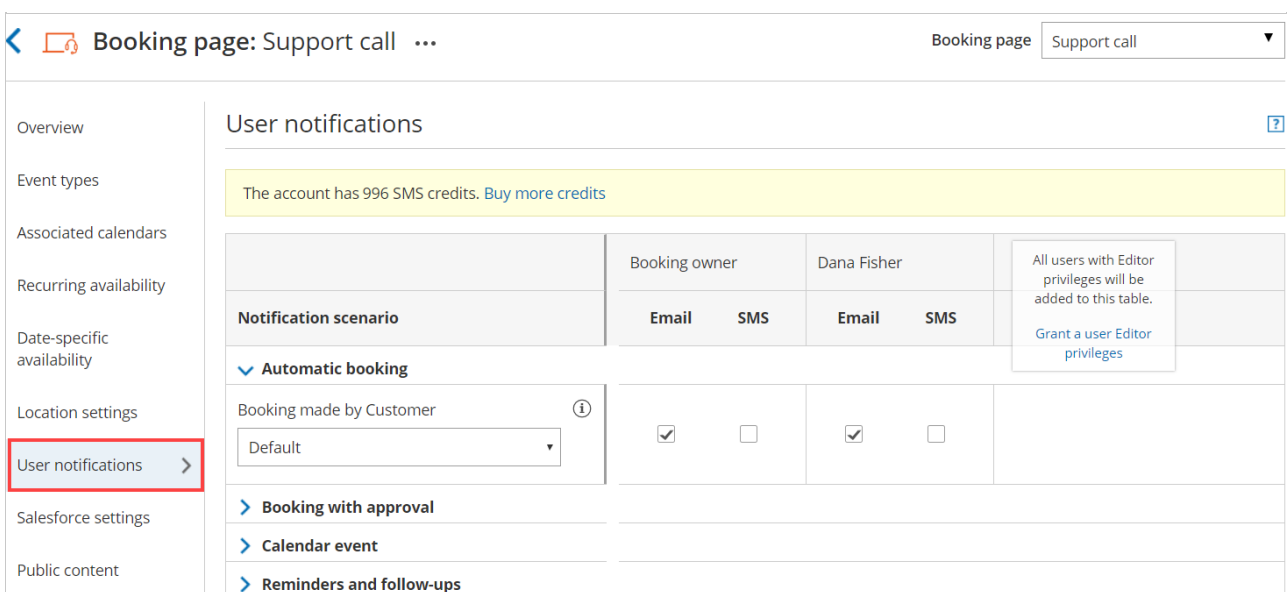 Booking page: Support call ...
Booking page Support call
Overview
Event types
Associated calendars
Recurring availability
Date-specific
availability
Location settings
User notifications
Salesforce settings
Public content
User notifications
?
The account has 996 SMS credits. Buy more credits
Booking owner Dana Fisher
All users with Editor
privileges will be
added to this table.
Grant a user Editor
privileges
Notification scenario Email SMS Email SMS
Automatic booking
Booking made by Customer i
Default
Booking with approval
Calendar event
Reminders and follow-ups